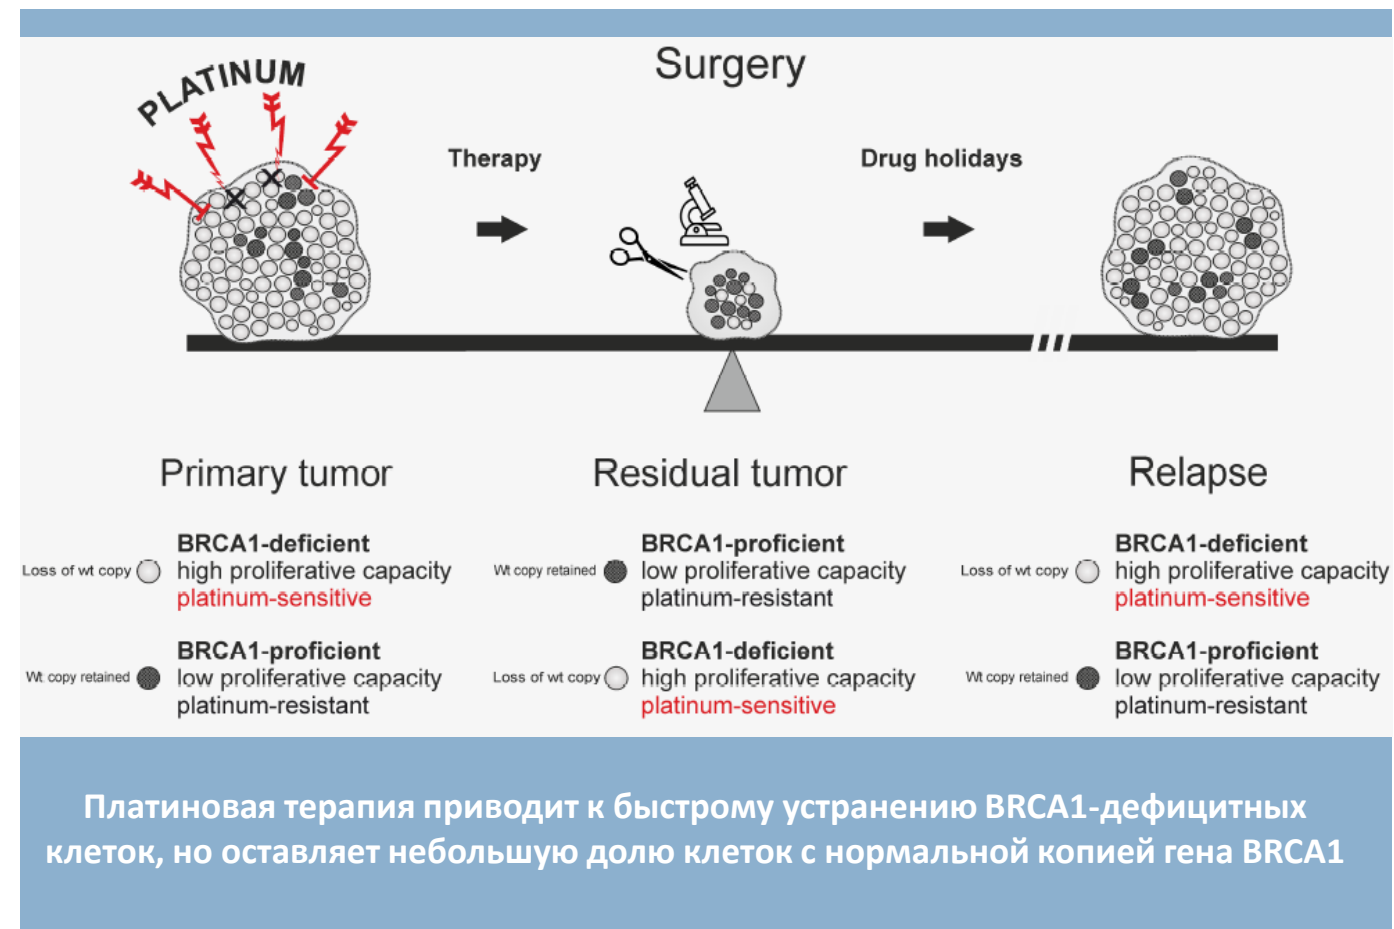 PLATINUM
Surgery
Therapy
Drug holidays
Primary tumor
Loss of wt copy
BRCA1-deficient
high proliferative capacity
platinum-sensitive
Wt copy retained
BRCA1-proficient
low proliferative capacity
platinum-resistant
Residual tumor
Wt copy retained
BRCA1-proficient
low proliferative capacity
platinum-resistant
Loss of wt copy
BRCA1-deficient
high proliferative capacity
platinum-sensitive
Relapse
Loss of wt copy
BRCA1-deficient
high proliferative capacity
platinum-sensitive
Wt copy retained
BRCA1-proficient
low proliferative capacity
platinum-resistant
Платиновая терапия приводит к быстрому устранению BRCA1-дефицитных
клеток, но оставляет небольшую долю клеток с нормальной копией гена BRCA1